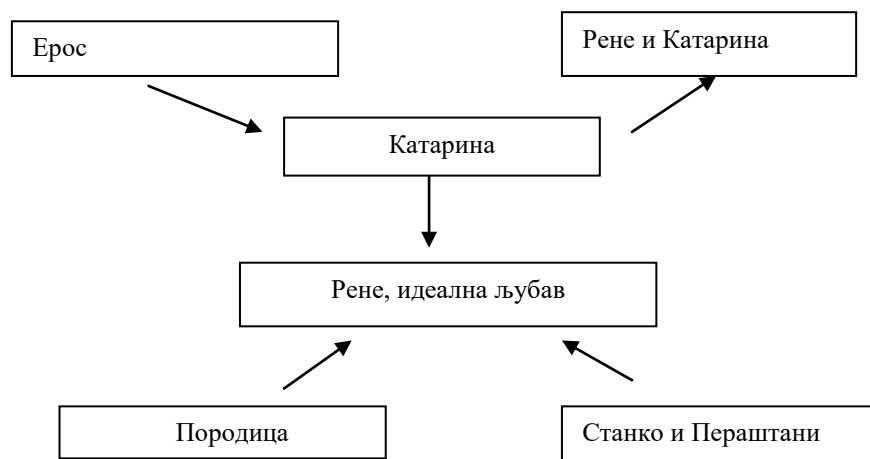 Ерос
Рене и Катарина
Катарина
Рене, идеална љубав
Породица
Станко и Пераштани